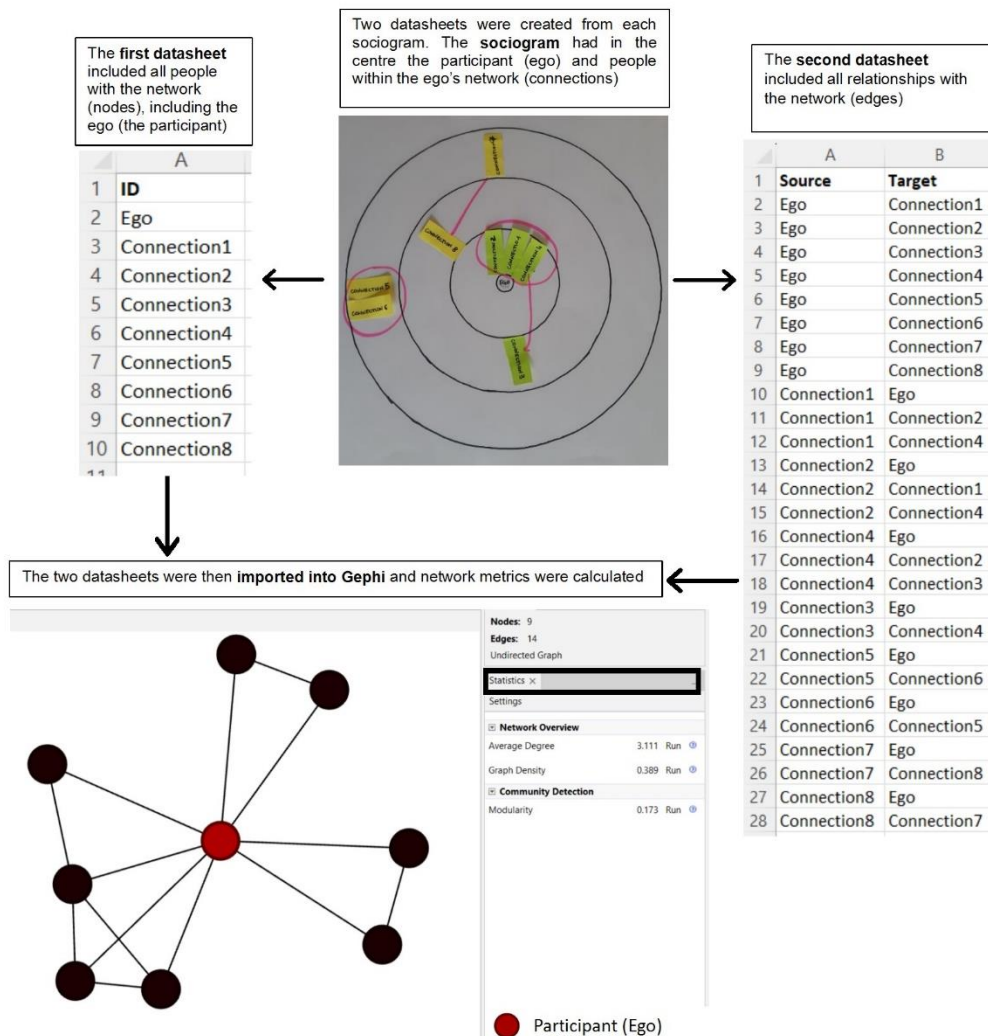 Two datasheets were created from each
sociogram. The sociogram had in the
centre the participant (ego) and people
within the ego's network (connections)
The first datasheet
included all people
with the network
(nodes), including the
ego (the participant)
The second datasheet
included all relationships with
the network (edges)
A
1 ID
2 Ego
3 Connection1
4 Connection2
5 Connection3
6 Connection4
7 Connection5
8 Connection6
9 Connection7
10 Connection8
Connection 8
Connection 5
Connection 6
Ego
Connection 3
A B
1 Source Target
2 Ego Connection1
3 Ego Connection2
4 Ego Connection3
5 Ego Connection4
6 Ego Connection5
7 Ego Connection6
8 Ego Connection7
9 Ego Connection8
10 Connection1 Ego
11 Connection1 Connection2
12 Connection1 Connection4
13 Connection2 Ego
14 Connection2 Connection1
15 Connection2 Connection4
16 Connection4 Ego
17 Connection4 Connection2
18 Connection4 Connection3
19 Connection3 Ego
20 Connection3 Connection4
21 Connection5 Ego
22 Connection5 Connection6
23 Connection6 Ego
24 Connection6 Connection5
25 Connection7 Ego
26 Connection7 Connection8
27 Connection8 Ego
28 Connection8 Connection7
The two datasheets were then imported into Gephi and network metrics were calculated
Nodes: 9
Edges: 14
Undirected Graph
Statistics ×
Settings
Network Overview
Average Degree 3.111 Run
Graph Density 0.389 Run
Community Detection
Modularity 0.173 Run
Participant (Ego)